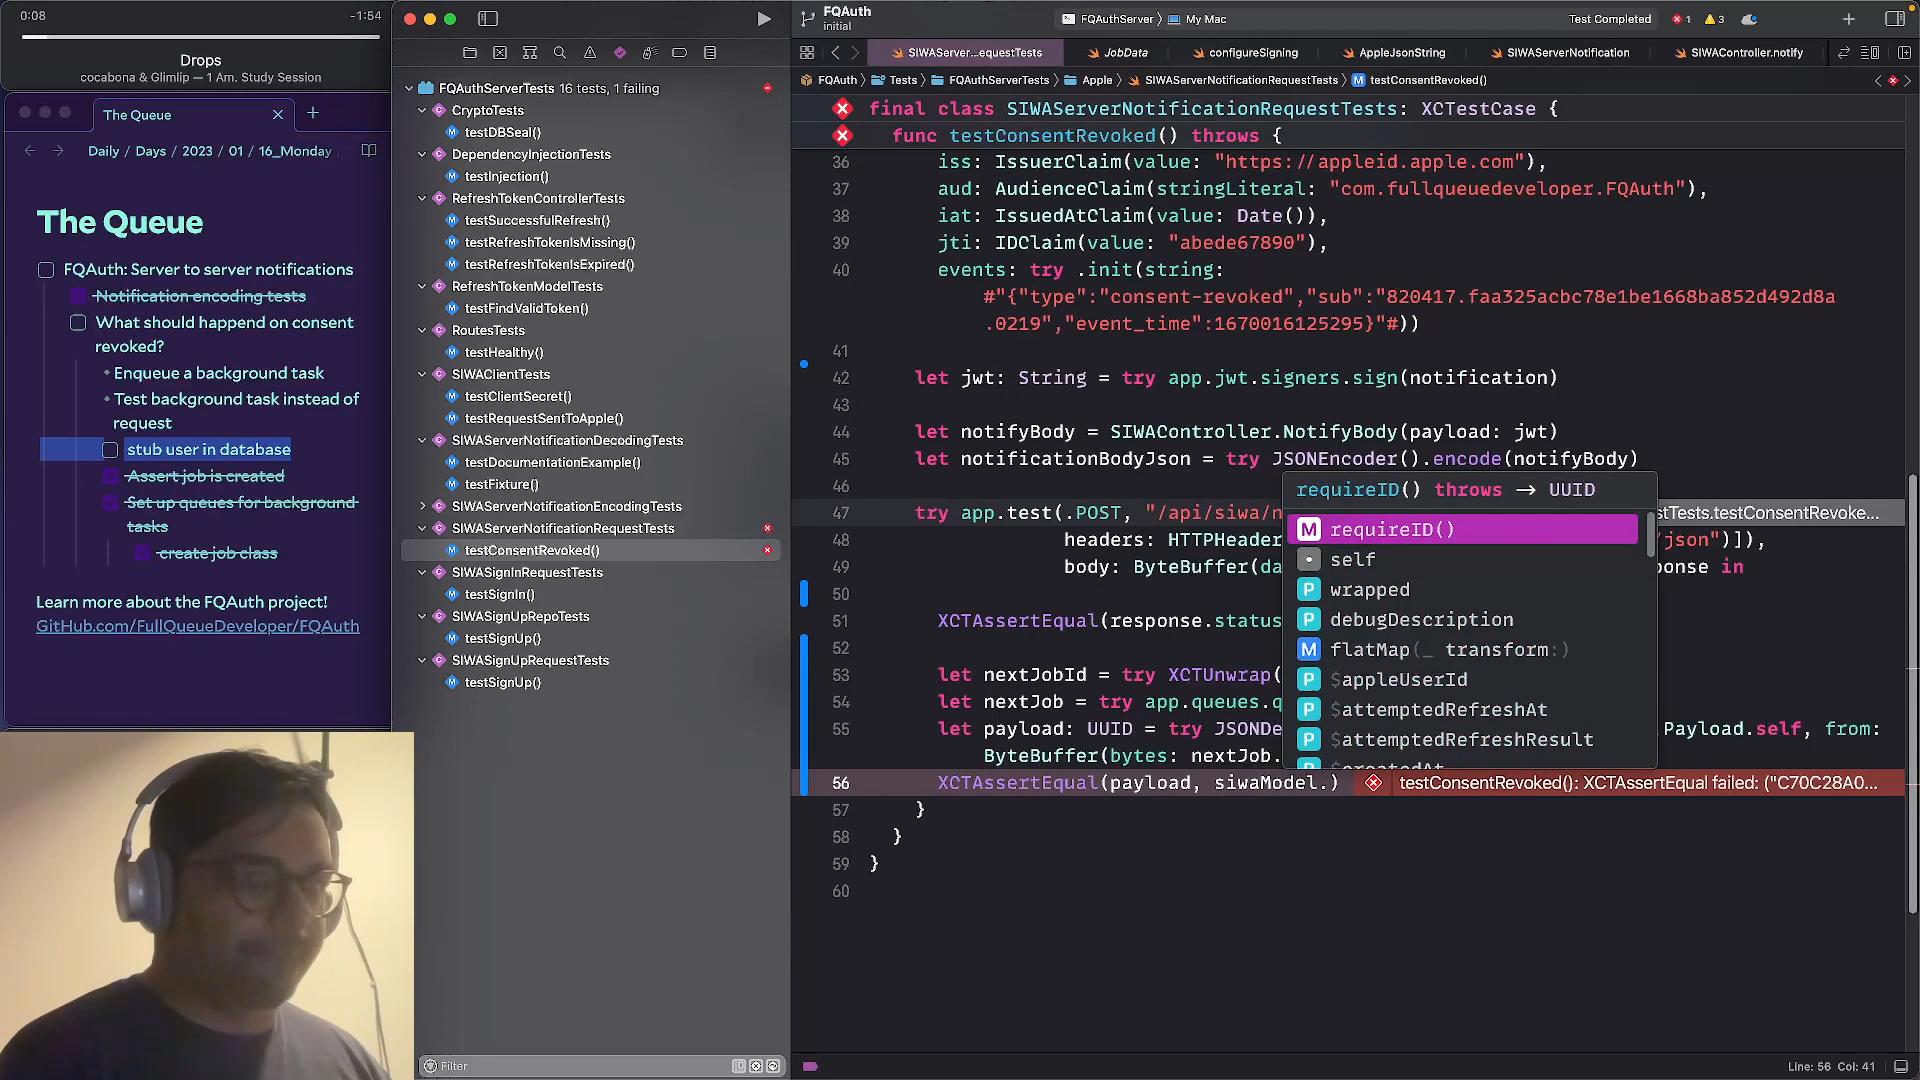 0:08
-1:54
Drops
cocabona & Glimlip — 1 Am. Study Session
The Queue
Daily / Days / 2023 / 01 / 16_Monday
The Queue
FQAuth: Server to server notifications
Notification encoding tests
What should happend on consent
revoked?
Enqueue a background task
Test background task instead of
request
stub user in database
Assert job is created
Set up queues for background
tasks
create job class
Learn more about the FQAuth project!
GitHub.com/FullQueueDeveloper/FQAuth
FQAuthServerTests 16 tests, 1 failing
CryptoTests
testDBSeal()
DependencyInjectionTests
testInjection()
RefreshTokenControllerTests
testSuccessfulRefresh()
testRefreshTokenIsMissing()
testRefreshTokenIsExpired()
RefreshTokenModelTests
testFindValidToken()
RoutesTests
testHealthy()
SIWAClientTests
testClientSecret()
testRequestSentToApple()
SIWAServerNotificationDecodingTests
testDocumentationExample()
testFixture()
SIWAServerNotificationEncodingTests
SIWAServerNotificationRequestTests
testConsentRevoked()
SIWASignInRequestTests
testSignIn()
SIWASignUpRepoTests
testSignUp()
SIWASignUpRequestTests
testSignUp()
Filter
FQAuth
initial
FQAuthServer
My Mac
Test Completed
1
3
SIWAServer...equestTests
JobData
configureSigning
AppleJsonString
SIWAServerNotification
SIWAController.notify
FQAuth
Tests
FQAuthServerTests
Apple
SIWAServerNotificationRequestTests
testConsentRevoked()
final class SIWAServerNotificationRequestTests: XCTestCase {
func testConsentRevoked() throws {
36 iss: IssuerClaim(value: "https://appleid.apple.com"),
37 aud: AudienceClaim(stringLiteral: "com.fullqueuedeveloper.FQAuth"),
38 iat: IssuedAtClaim(value: Date()),
39 jti: IDClaim(value: "abede67890"),
40 events: try .init(string:
#"{"type":"consent-revoked","sub":"820417.faa325acbc78e1be1668ba852d492d8a
.0219","event_time":1670016125295}"#))
41
42 let jwt: String = try app.jwt.signers.sign(notification)
43
44 let notifyBody = SIWAController.NotifyBody(payload: jwt)
45 let notificationBodyJson = try JSONEncoder().encode(notifyBody)
46
47 try app.test(.POST, "/api/siwa/n
stTests.testConsentRevoke...
48 headers: HTTPHeader
/json")]),
49 body: ByteBuffer(da
sponse in
50
51 XCTAssertEqual(response.status
52
53 let nextJobId = try XCTUnwrap(
54 let nextJob = try app.queues.q
55 let payload: UUID = try JSONDe
Payload.self, from:
ByteBuffer(bytes: nextJob.
56 XCTAssertEqual(payload, siwaModel.)
testConsentRevoked(): XCTAssertEqual failed: ("C70C28A0...
57 }
58 }
59 }
60
requireID() throws → UUID
M requireID()
self
P wrapped
P debugDescription
M flatMap(_ transform:)
P $appleUserId
P $attemptedRefreshAt
P $attemptedRefreshResult
P $createdAt
Line: 56 Col: 41